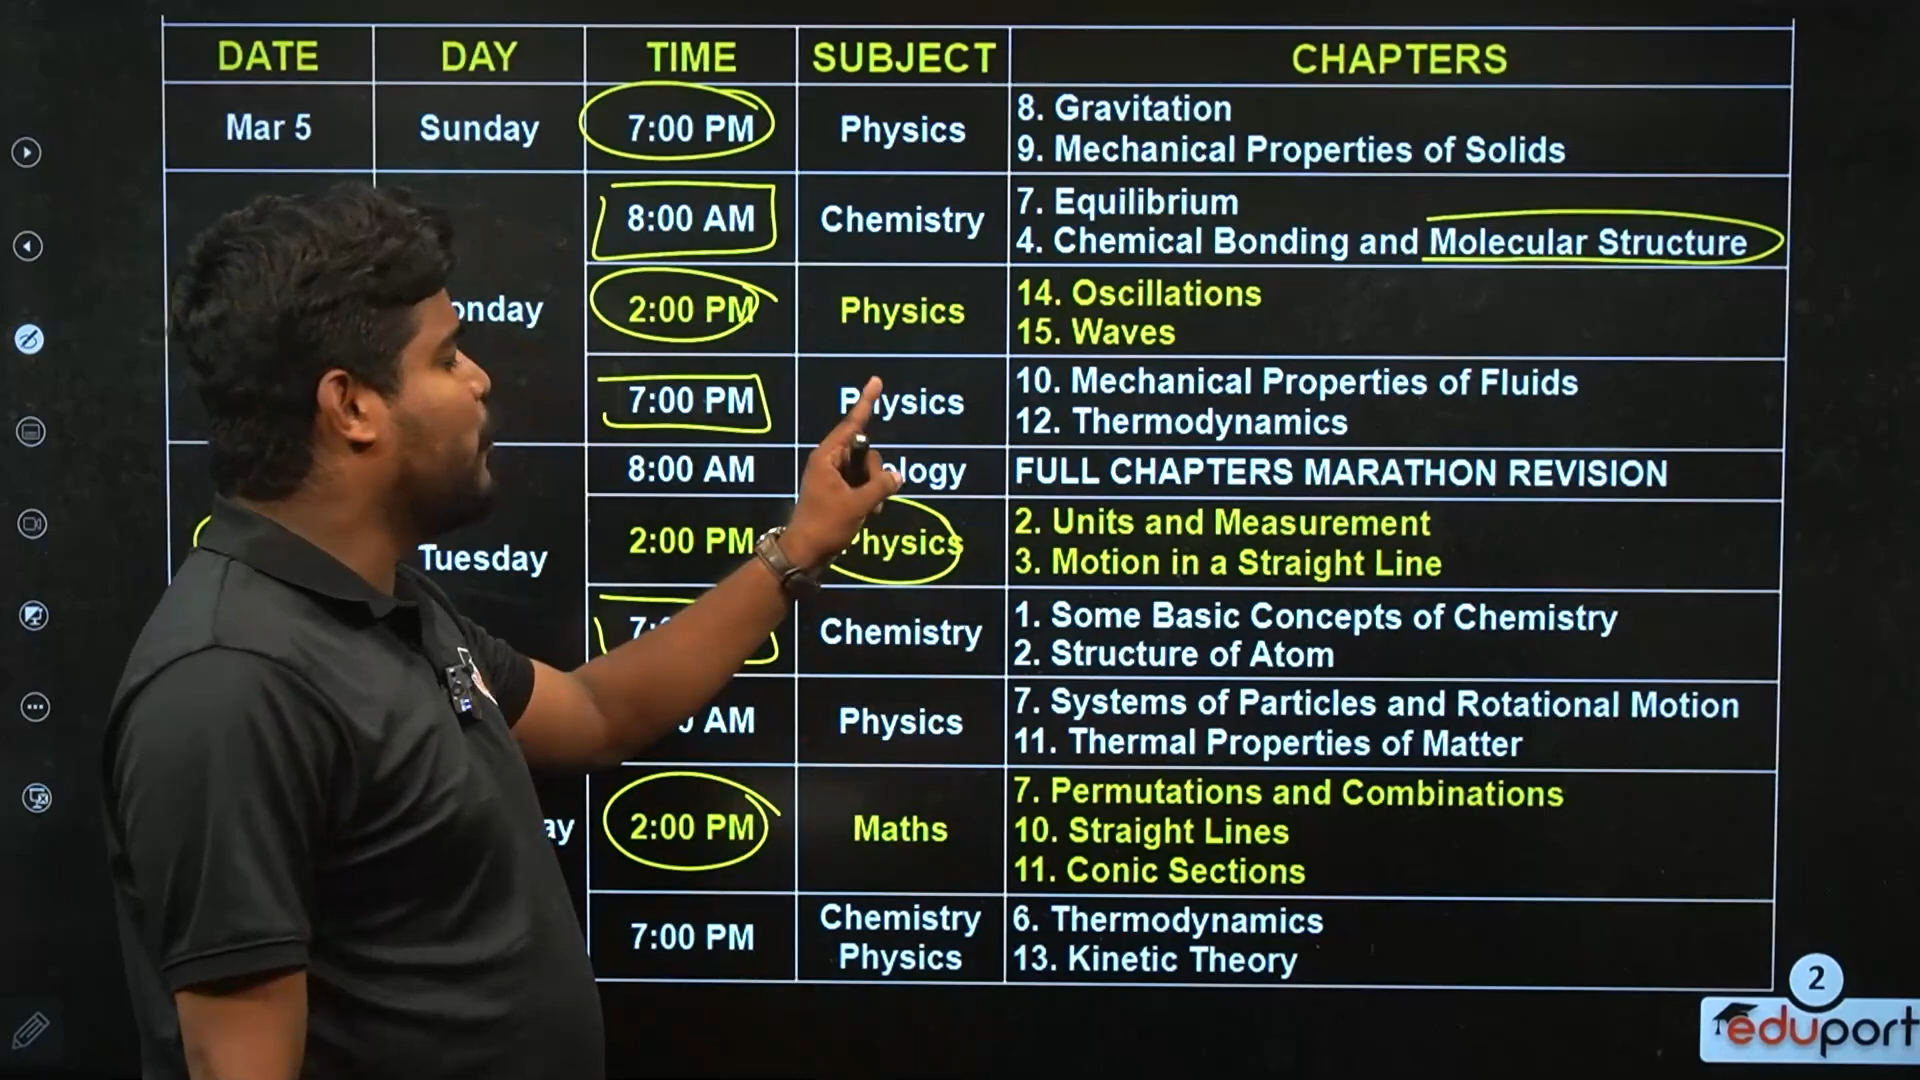 DATE DAY TIME SUBJECT CHAPTERS
Mar 5 Sunday 7:00 PM Physics
8. Gravitation
9. Mechanical Properties of Solids
8:00 AM Chemistry
7. Equilibrium
4. Chemical Bonding and Molecular Structure
onday 2:00 PM Physics
14. Oscillations
15. Waves
7:00 PM Physics
10. Mechanical Properties of Fluids
12. Thermodynamics
8:00 AM ology FULL CHAPTERS MARATHON REVISION
Tuesday 2:00 PM Physics
2. Units and Measurement
3. Motion in a Straight Line
7: Chemistry
1. Some Basic Concepts of Chemistry
2. Structure of Atom
AM Physics
7. Systems of Particles and Rotational Motion
11. Thermal Properties of Matter
ay 2:00 PM Maths
7. Permutations and Combinations
10. Straight Lines
11. Conic Sections
7:00 PM
Chemistry
Physics
6. Thermodynamics
13. Kinetic Theory
2
eduport